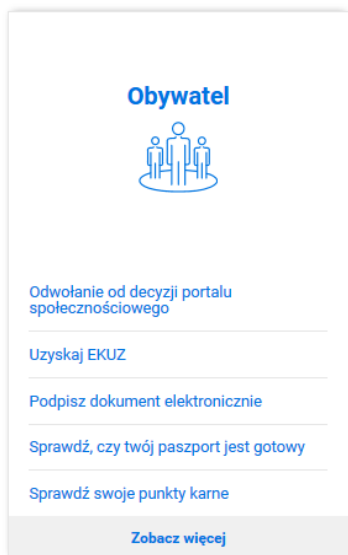 Obywatel
Odwołanie od decyzji portalu
społecznościowego
Uzyskaj EKUZ
Podpisz dokument elektronicznie
Sprawdź, czy twój paszport jest gotowy
Sprawdź swoje punkty karne
Zobacz więcej